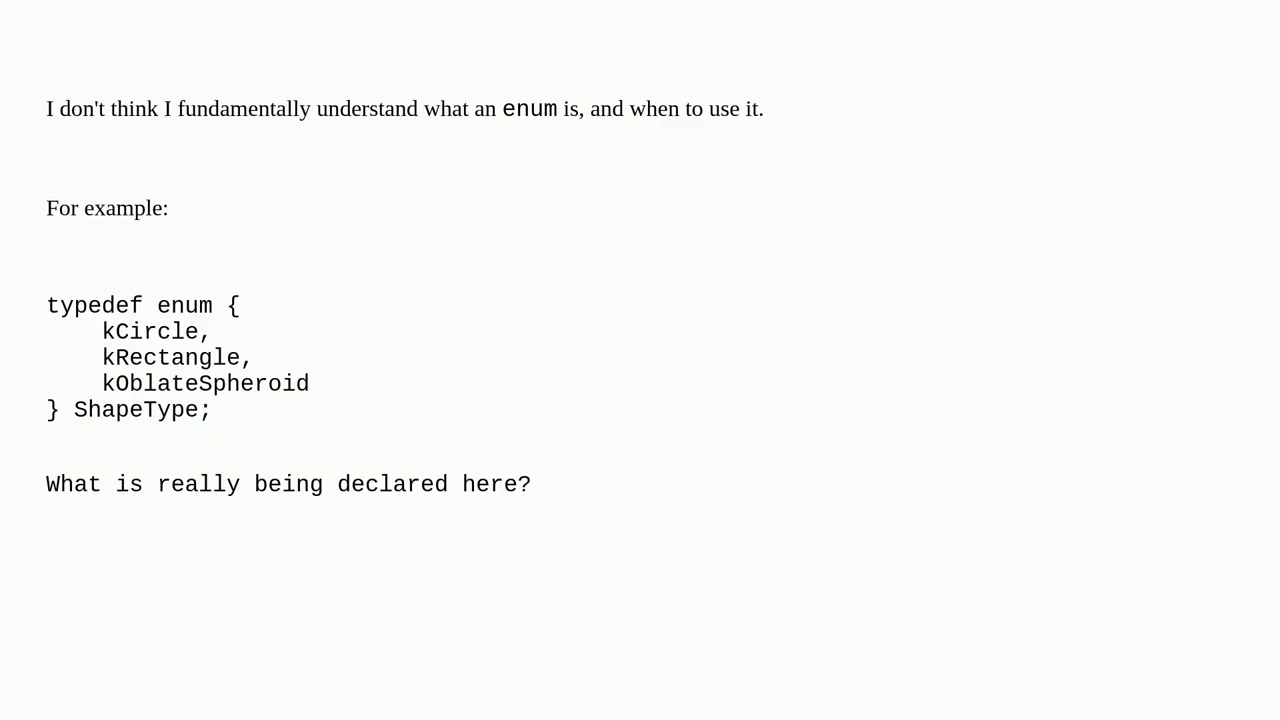 I don't think I fundamentally understand what an enum is, and when to use it.
For example:
typedef enum {
    kCircle,
    kRectangle,
    kOblateSpheroid
} ShapeType;
What is really being declared here?